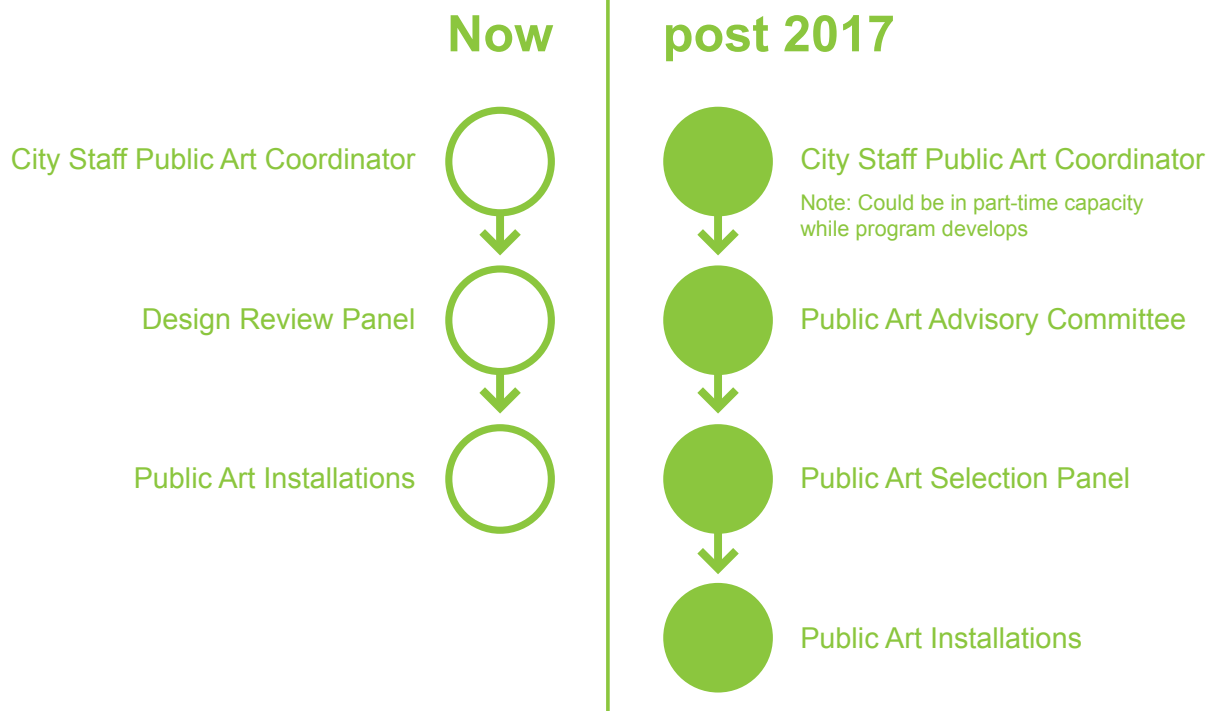 Now
City Staff Public Art Coordinator
Design Review Panel
Public Art Installations
post 2017
City Staff Public Art Coordinator
Note: Could be in part-time capacity
while program develops
Public Art Advisory Committee
Public Art Selection Panel
Public Art Installations